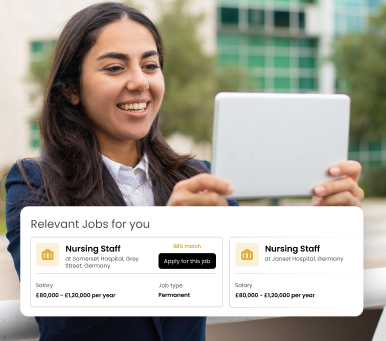 Relevant Jobs for you
Nursing Staff
at Somerset Hospital, Grey
Street, Germany
98% match
Apply for this job
Salary
£80,000 - £1,20,000 per year
Job type
Permanent
Nursing Staff
at Janset Hospital, Germany
Salary
£80,000 - £1,20,000 per year